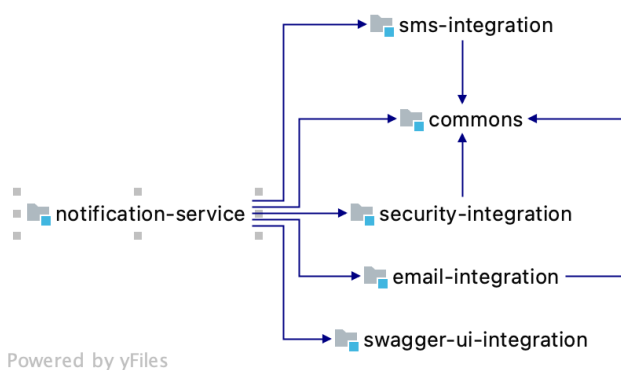 sms-integration
commons
notification-service
security-integration
email-integration
swagger-ui-integration
Powered by yFiles